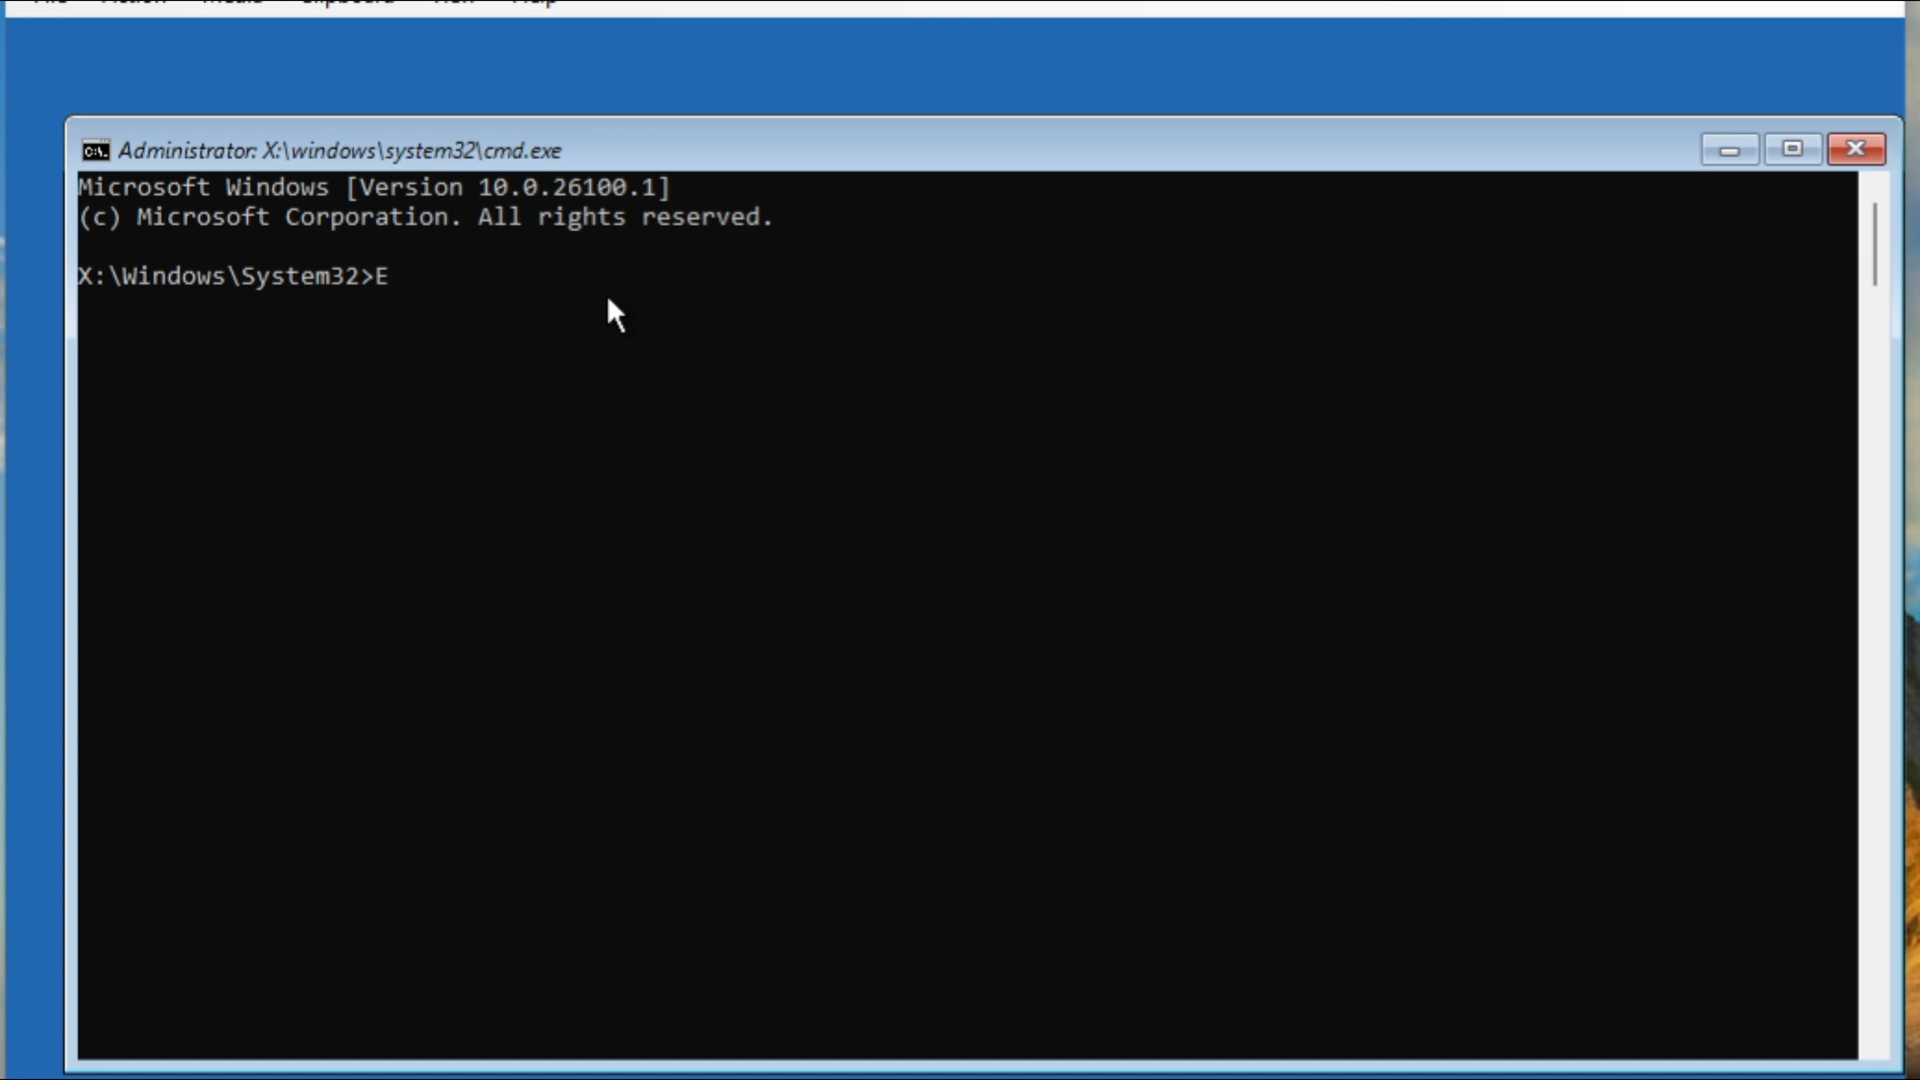 Administrator: X:\windows\system32\cmd.exe
Microsoft Windows [Version 10.0.26100.1]
(c) Microsoft Corporation. All rights reserved.
X:\Windows\System32>E